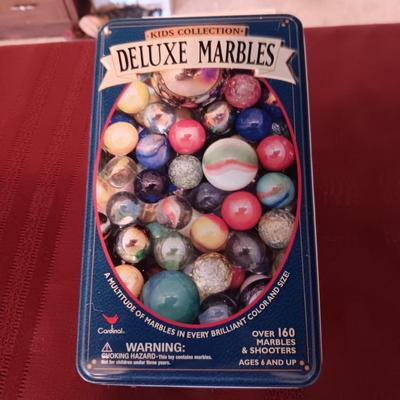 •KIDS COLLECTION•
DELUXE MARBLES
A MULTITUDE OF MARBLES IN EVERY BRILLIANT COLOR AND SIZE!
Cardinal
WARNING:
CHOKING HAZARD-This toy contains marbles.
Not for children under three years.
OVER 160
MARBLES
& SHOOTERS
AGES 6 AND UP